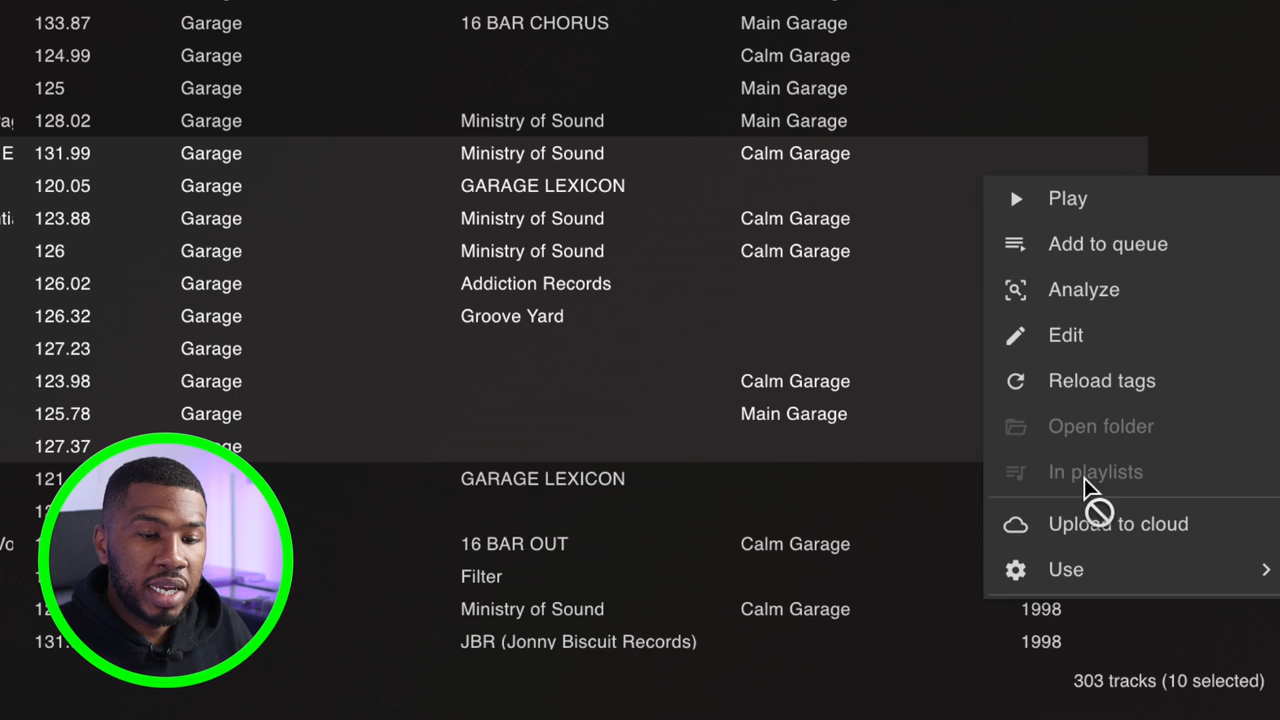 133.87 Garage 16 BAR CHORUS Main Garage
124.99 Garage Calm Garage
125 Garage Main Garage
128.02 Garage Ministry of Sound Main Garage
E 131.99 Garage Ministry of Sound Calm Garage
120.05 Garage GARAGE LEXICON
123.88 Garage Ministry of Sound Calm Garage
126 Garage Ministry of Sound Calm Garage
126.02 Garage Addiction Records
126.32 Garage Groove Yard
127.23 Garage
123.98 Garage Calm Garage
125.78 Garage Main Garage
127.37
GARAGE LEXICON
16 BAR OUT Calm Garage
Filter
Ministry of Sound Calm Garage 1998
JBR (Jonny Biscuit Records) 1998
303 tracks (10 selected)
Play
Add to queue
Analyze
Edit
Reload tags
Open folder
In playlists
Upload to cloud
Use